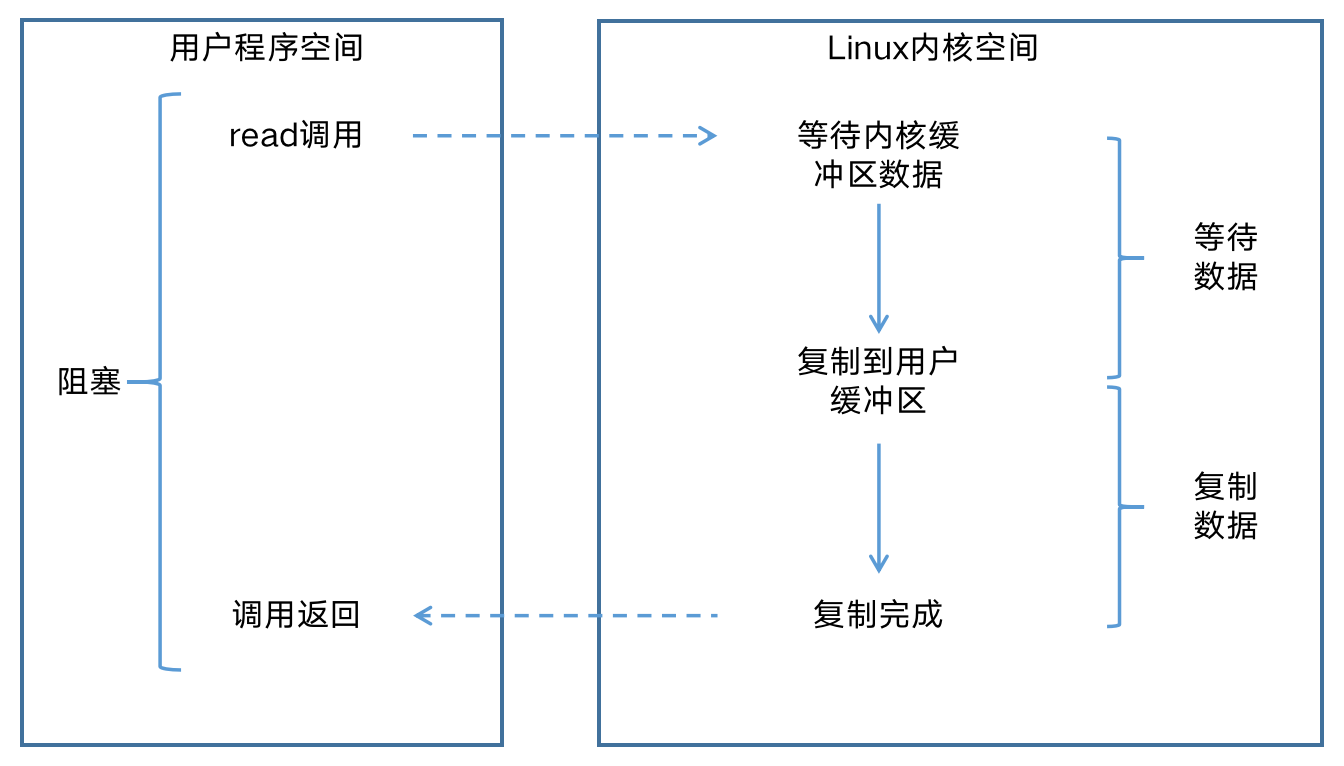 用户程序空间
Linux内核空间
read调用
等待内核缓
冲区数据
等待
数据
阻塞
复制到用户
缓冲区
复制
数据
调用返回
复制完成